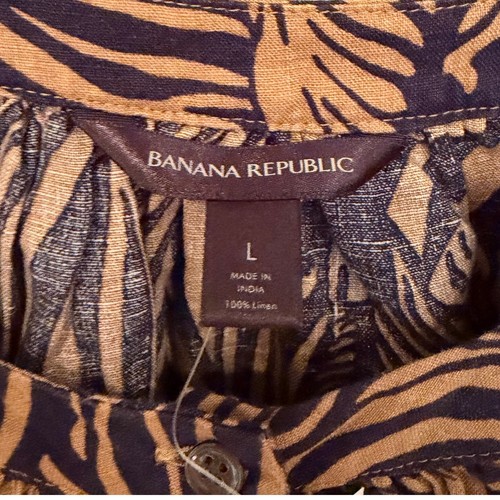 BANANA REPUBLIC
L
MADE IN
INDIA
100% Linen